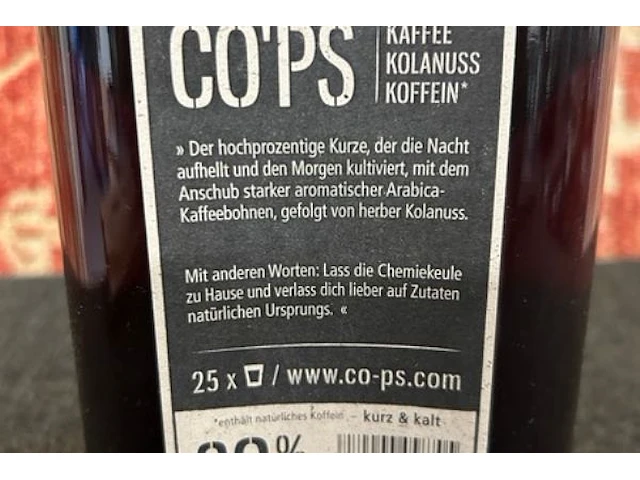 CO'PS
KAFFEE
KOLANUSS
KOFFEIN*
» Der hochprozentige Kurze, der die Nacht
aufhellt und den Morgen kultiviert, mit dem
Anschub starker aromatischer Arabica-
Kaffeebohnen, gefolgt von herber Kolanuss.
Mit anderen Worten: Lass die Chemiekeule
zu Hause und verlass dich lieber auf Zutaten
natürlichen Ursprungs. «
25 x / www.co-ps.com
*enthält natürliches Koffein – kurz & kalt
%